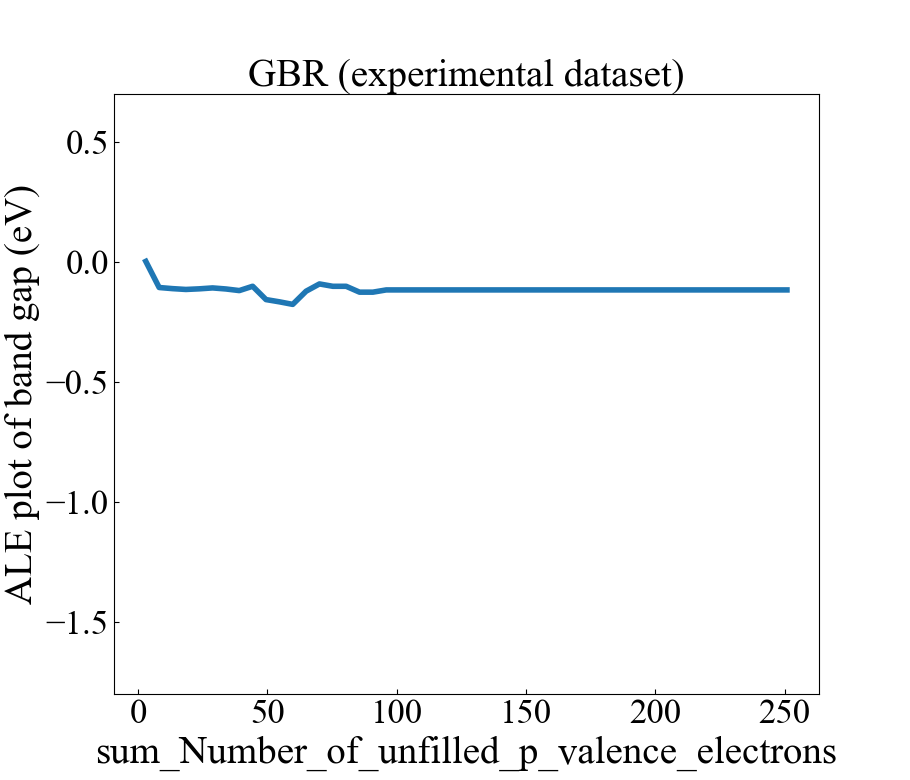 GBR (experimental dataset)
ALE plot of band gap (eV)
0.5
0.0
−0.5
−1.0
−1.5
0 50 100 150 200 250
sum_Number_of_unfilled_p_valence_electrons